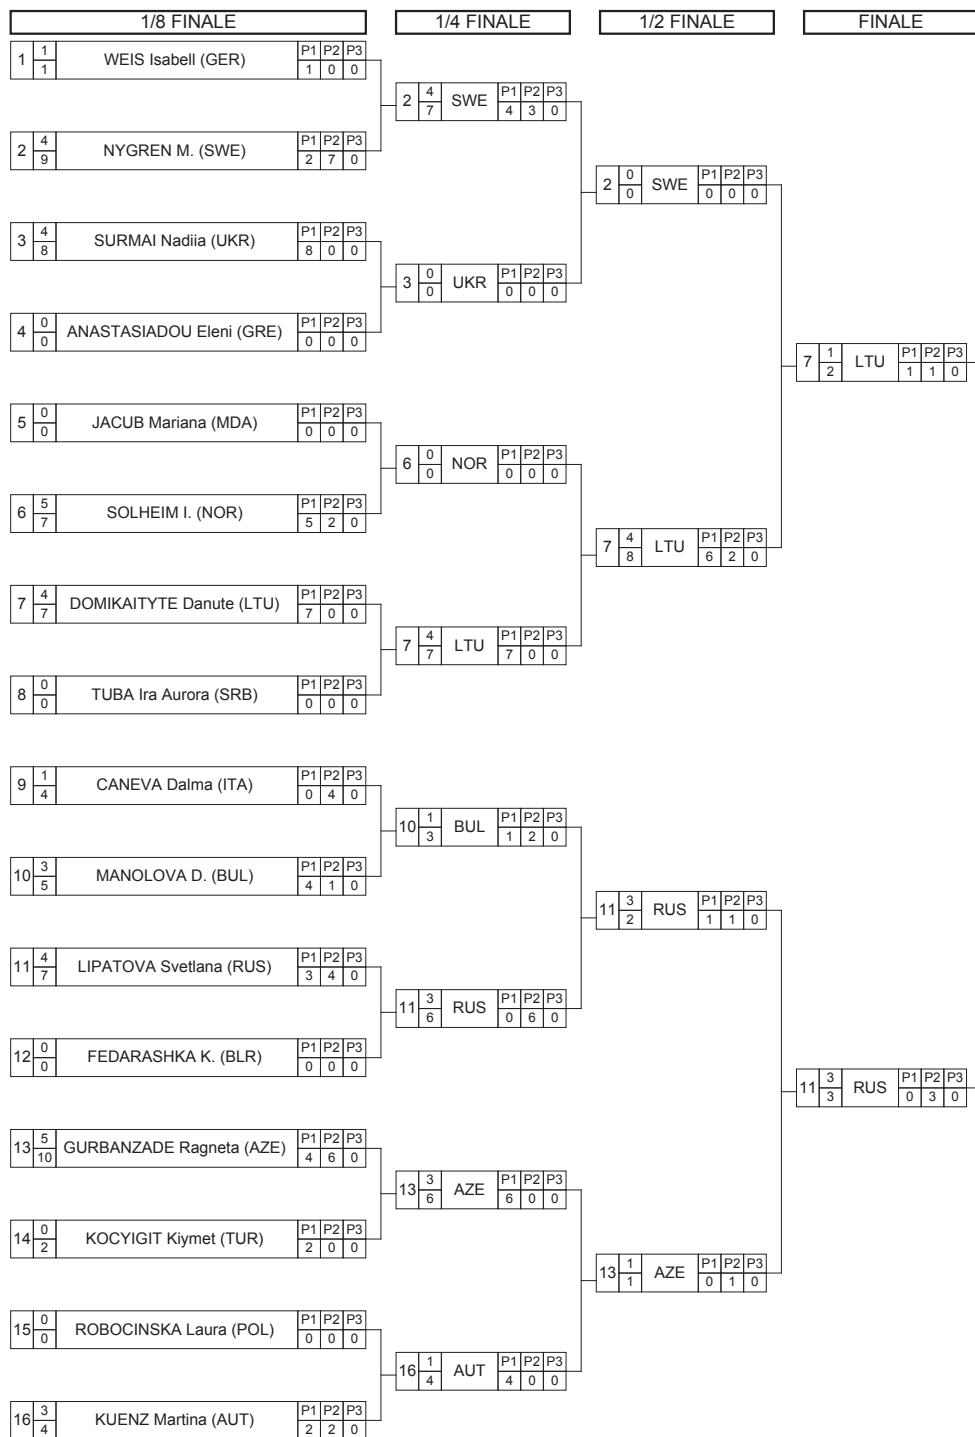 1/8 FINALE 1/4 FINALE 1/2 FINALE FINALE
1 1 1 WEIS Isabell (GER) P1 P2 P3 1 0 0
2 4 7 SWE P1 P2 P3 4 3 0
2 4 9 NYGREN M. (SWE) P1 P2 P3 2 7 0
2 0 0 SWE P1 P2 P3 0 0 0
3 4 8 SURMAI Nadiia (UKR) P1 P2 P3 8 0 0
3 0 0 UKR P1 P2 P3 0 0 0
4 0 0 ANASTASIADOU Eleni (GRE) P1 P2 P3 0 0 0
7 1 2 LTU P1 P2 P3 1 1 0
5 0 0 JACUB Mariana (MDA) P1 P2 P3 0 0 0
6 0 0 NOR P1 P2 P3 0 0 0
6 5 7 SOLHEIM I. (NOR) P1 P2 P3 5 2 0
7 4 8 LTU P1 P2 P3 6 2 0
7 4 7 DOMIKAITYTE Danute (LTU) P1 P2 P3 7 0 0
7 4 7 LTU P1 P2 P3 7 0 0
8 0 0 TUBA Ira Aurora (SRB) P1 P2 P3 0 0 0
9 1 4 CANEVA Dalma (ITA) P1 P2 P3 0 4 0
10 1 3 BUL P1 P2 P3 1 2 0
10 3 5 MANOLOVA D. (BUL) P1 P2 P3 4 1 0
11 3 2 RUS P1 P2 P3 1 1 0
11 4 7 LIPATOVA Svetlana (RUS) P1 P2 P3 3 4 0
11 3 6 RUS P1 P2 P3 0 6 0
12 0 0 FEDARASHKA K. (BLR) P1 P2 P3 0 0 0
11 3 3 RUS P1 P2 P3 0 3 0
13 5 10 GURBANZADE Ragneta (AZE) P1 P2 P3 4 6 0
13 3 6 AZE P1 P2 P3 6 0 0
14 0 2 KOCYIGIT Kiymet (TUR) P1 P2 P3 2 0 0
13 1 1 AZE P1 P2 P3 0 1 0
15 0 0 ROBOCINSKA Laura (POL) P1 P2 P3 0 0 0
16 1 4 AUT P1 P2 P3 4 0 0
16 3 4 KUENZ Martina (AUT) P1 P2 P3 2 2 0